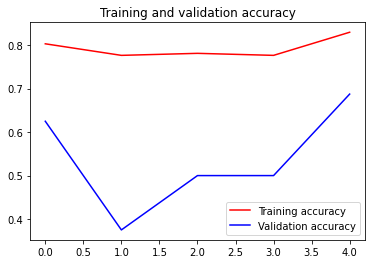 Training and validation accuracy
0.8
0.7
0.6
0.5
0.4
Training accuracy
Validation accuracy
0.0 0.5 1.0 1.5 2.0 2.5 3.0 3.5 4.0